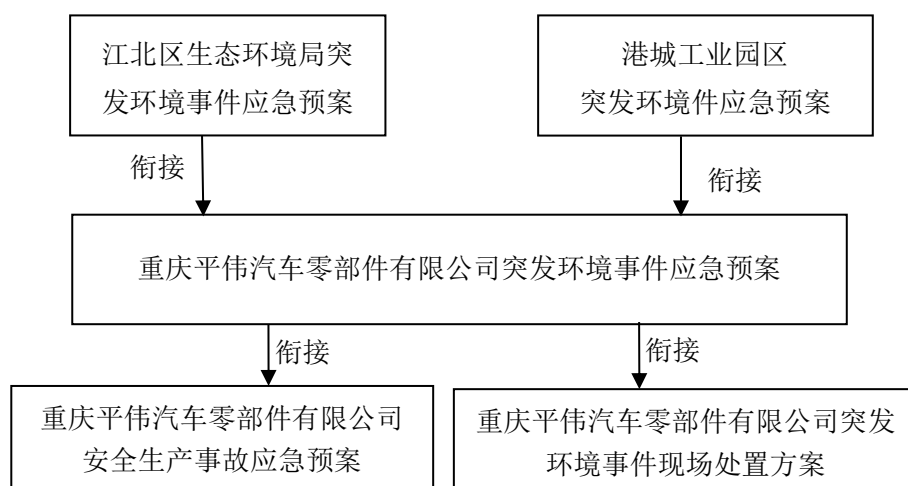 江北区生态环境局突
发环境事件应急预案
港城工业园区
突发环境件应急预案
衔接
衔接
重庆平伟汽车零部件有限公司突发环境事件应急预案
衔接
衔接
重庆平伟汽车零部件有限公司
安全生产事故应急预案
重庆平伟汽车零部件有限公司突发
环境事件现场处置方案